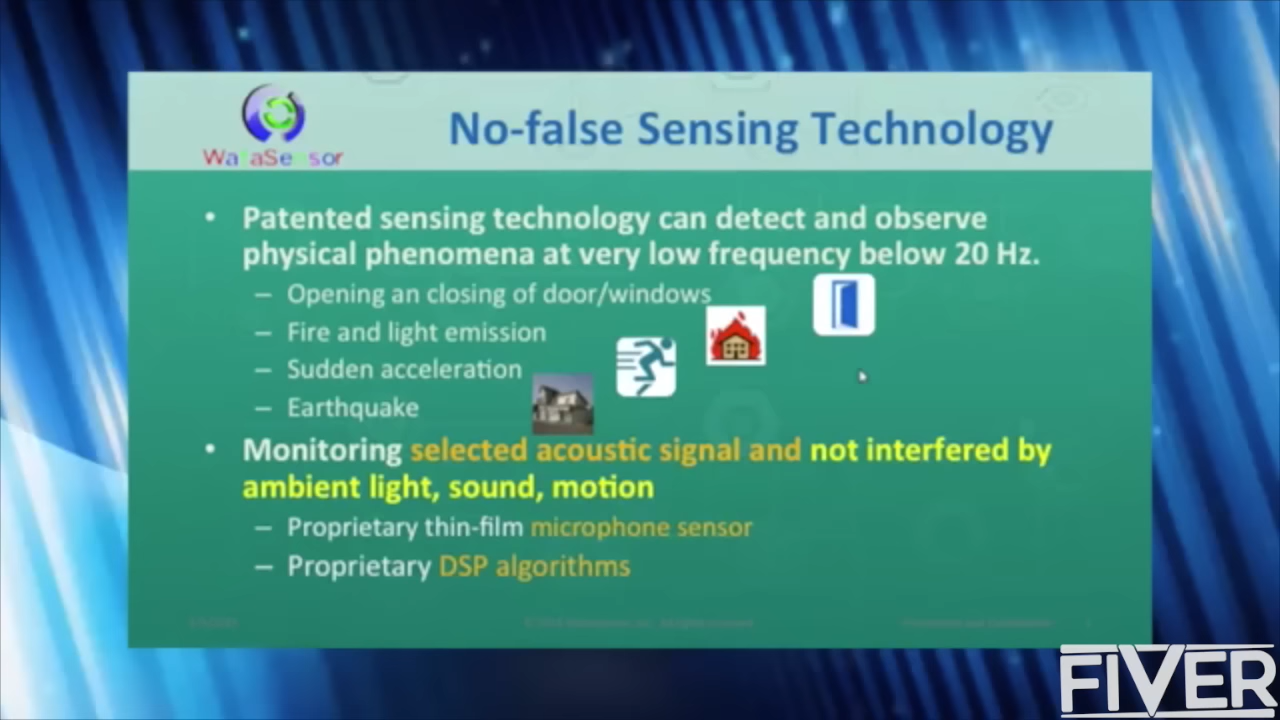 WataSensor
No-false Sensing Technology
• Patented sensing technology can detect and observe
physical phenomena at very low frequency below 20 Hz.
– Opening an closing of door/windows
– Fire and light emission
– Sudden acceleration
– Earthquake
• Monitoring selected acoustic signal and not interfered by
ambient light, sound, motion
– Proprietary thin-film microphone sensor
– Proprietary DSP algorithms
FIVER